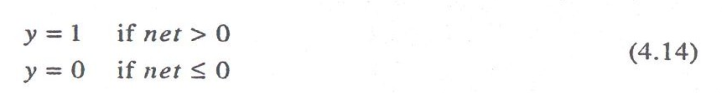 y = 1 if net > 0
y = 0 if net ≤ 0
(4.14)